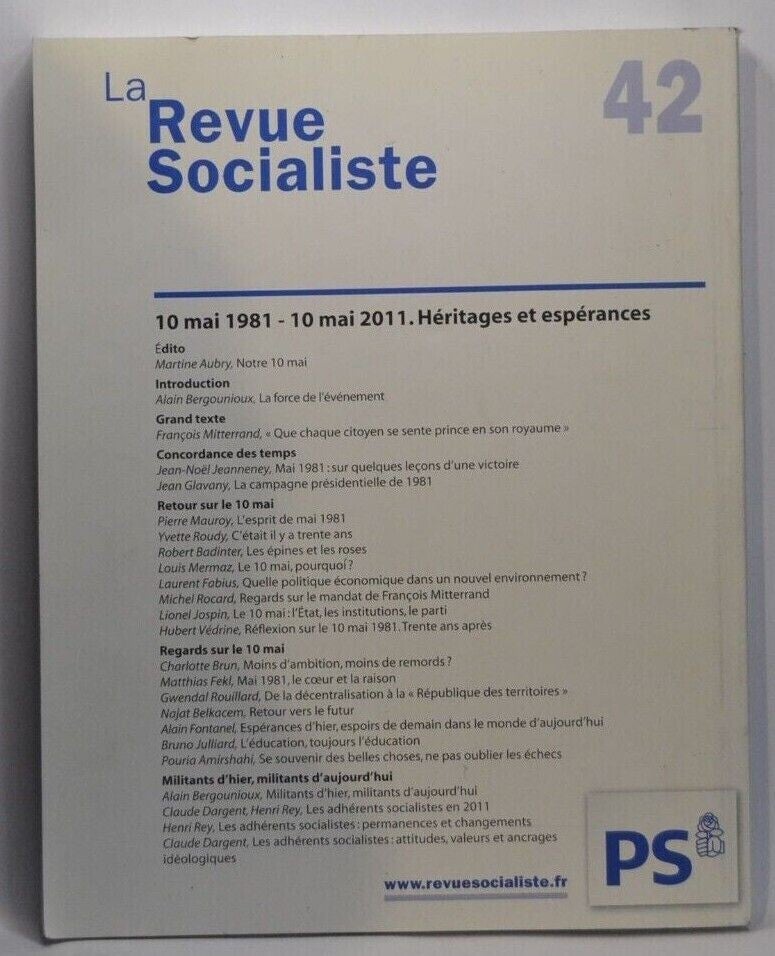 La
42
Revue
Socialiste
10 mai 1981 - 10 mai 2011. Héritages et espérances
Édito
Martine Aubry, Notre 10 mai
Introduction
Alain Bergounioux, La force de l'événement
Grand texte
François Mitterrand, « Que chaque citoyen se sente prince en son royaume »
Concordance des temps
Jean-Noël Jeanneney, Mai 1981 : sur quelques leçons d'une victoire
Jean Glavany, La campagne présidentielle de 1981
Retour sur le 10 mai
Pierre Mauroy, L'esprit de mai 1981
Yvette Roudy, C'était il y a trente ans
Robert Badinter, Les épines et les roses
Louis Mermaz, Le 10 mai, pourquoi ?
Laurent Fabius, Quelle politique économique dans un nouvel environnement ?
Michel Rocard, Regards sur le mandat de François Mitterrand
Lionel Jospin, Le 10 mai : l'État, les institutions, le parti
Hubert Védrine, Réflexion sur le 10 mai 1981. Trente ans après
Regards sur le 10 mai
Charlotte Brun, Moins d'ambition, moins de remords ?
Matthias Fekl, Mai 1981, le cœur et la raison
Gwendal Rouillard, De la décentralisation à la « République des territoires »
Najat Belkacem, Retour vers le futur
Alain Fontanel, Espérances d'hier, espoirs de demain dans le monde d'aujourd'hui
Bruno Julliard, L'éducation, toujours l'éducation
Pouria Amirshahi, Se souvenir des belles choses, ne pas oublier les échecs
Militants d'hier, militants d'aujourd'hui
Alain Bergounioux, Militants d'hier, militants d'aujourd'hui
Claude Dargent, Henri Rey, Les adhérents socialistes en 2011
Henri Rey, Les adhérents socialistes : permanences et changements
Claude Dargent, Les adhérents socialistes : attitudes, valeurs et ancrages
idéologiques
www.revuesocialiste.fr
PS